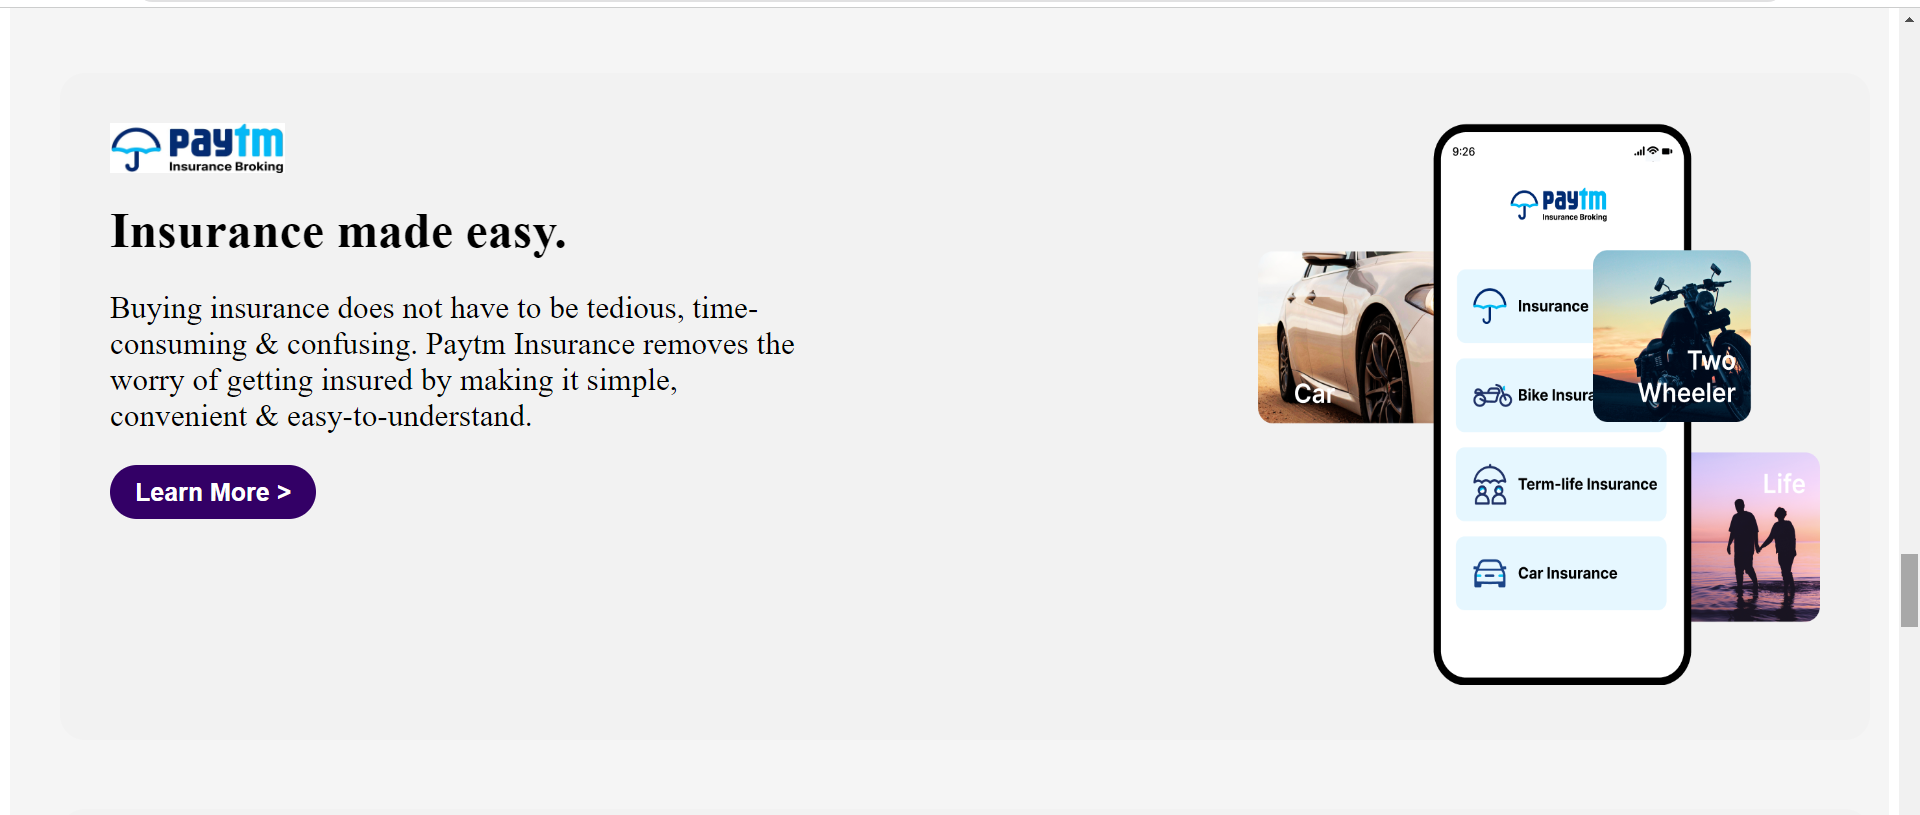 paytm
Insurance Broking
Insurance made easy.
Buying insurance does not have to be tedious, time-
consuming & confusing. Paytm Insurance removes the
worry of getting insured by making it simple,
convenient & easy-to-understand.
Learn More >
9:26
paytm
Insurance Broking
Insurance
Bike Insura
Term-life Insurance
Car Insurance
Car
Two
Wheeler
Life